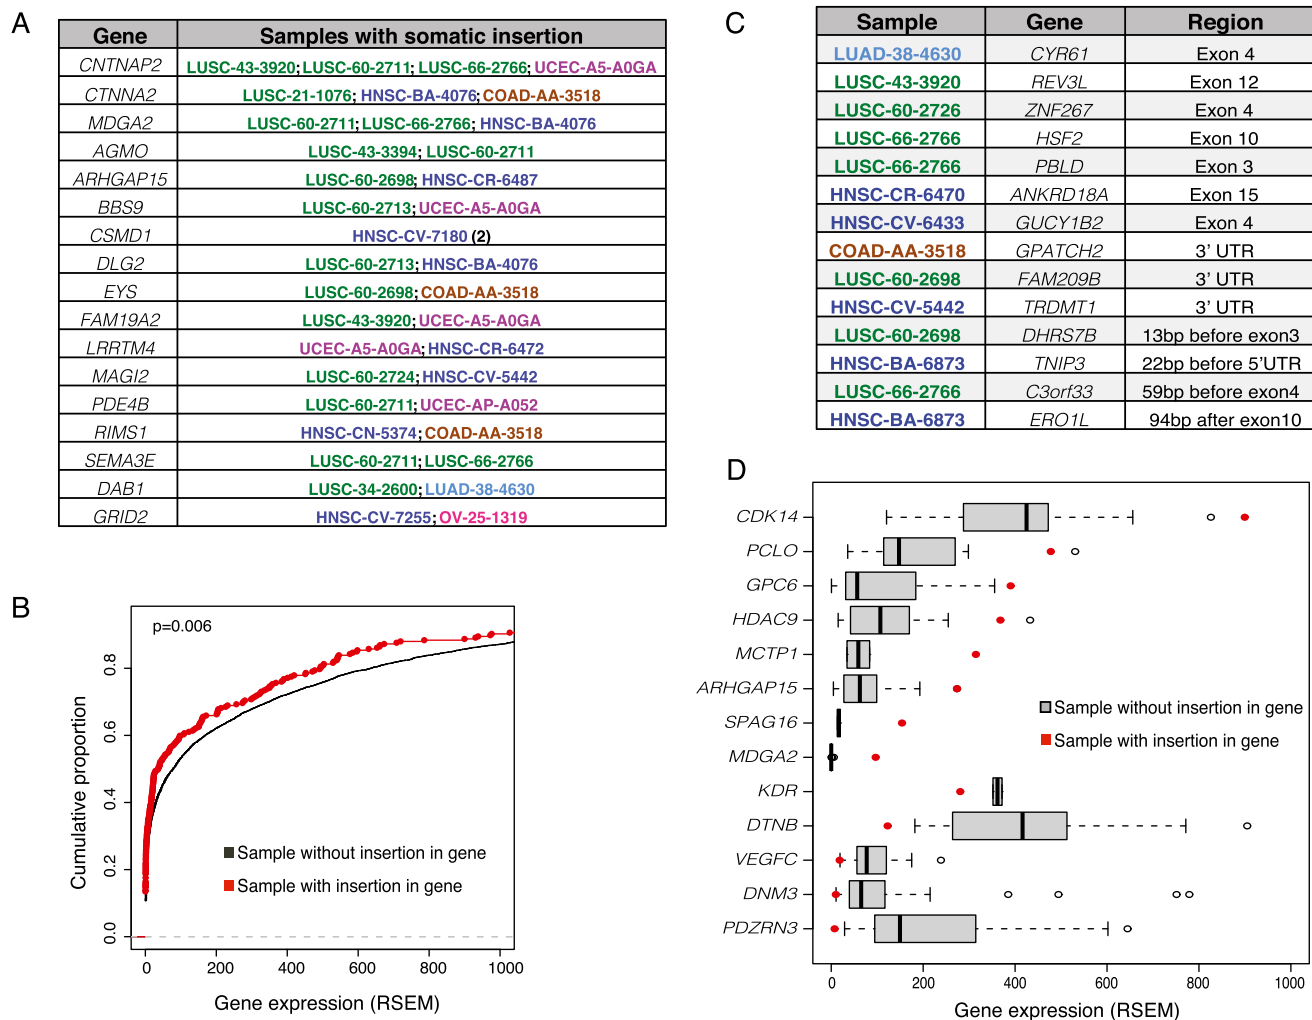 A
Gene Samples with somatic insertion
CNTNAP2 LUSC-43-3920;LUSC-60-2711;LUSC-66-2766;UCEC-A5-A0GA
CTNNA2 LUSC-21-1076;HNSC-BA-4076;COAD-AA-3518
MDGA2 LUSC-60-2711;LUSC-66-2766;HNSC-BA-4076
AGMO LUSC-43-3394;LUSC-60-2711
ARHGAP15 LUSC-60-2698;HNSC-CR-6487
BBS9 LUSC-60-2713;UCEC-A5-A0GA
CSMD1 HNSC-CV-7180 (2)
DLG2 LUSC-60-2713;HNSC-BA-4076
EYS LUSC-60-2698;COAD-AA-3518
FAM19A2 LUSC-43-3920;UCEC-A5-A0GA
LRRTM4 UCEC-A5-A0GA;HNSC-CR-6472
MAGI2 LUSC-60-2724;HNSC-CV-5442
PDE4B LUSC-60-2711;UCEC-AP-A052
RIMS1 HNSC-CN-5374;COAD-AA-3518
SEMA3E LUSC-60-2711;LUSC-66-2766
DAB1 LUSC-34-2600;LUAD-38-4630
GRID2 HNSC-CV-7255;OV-25-1319
B
p=0.006
Cumulative proportion
0.8
0.6
0.4
0.2
0.0
Sample without insertion in gene
Sample with insertion in gene
0 200 400 600 800 1000
Gene expression (RSEM)
C
Sample Gene Region
LUAD-38-4630 CYR61 Exon 4
LUSC-43-3920 REV3L Exon 12
LUSC-60-2726 ZNF267 Exon 4
LUSC-66-2766 HSF2 Exon 10
LUSC-66-2766 PBLD Exon 3
HNSC-CR-6470 ANKRD18A Exon 15
HNSC-CV-6433 GUCY1B2 Exon 4
COAD-AA-3518 GPATCH2 3' UTR
LUSC-60-2698 FAM209B 3' UTR
HNSC-CV-5442 TRDMT1 3' UTR
LUSC-60-2698 DHRS7B 13bp before exon3
HNSC-BA-6873 TNIP3 22bp before 5'UTR
LUSC-66-2766 C3orf33 59bp before exon4
HNSC-BA-6873 ERO1L 94bp after exon10
D
CDK14
PCLO
GPC6
HDAC9
MCTP1
ARHGAP15
SPAG16
MDGA2
KDR
DTNB
VEGFC
DNM3
PDZRN3
Sample without insertion in gene
Sample with insertion in gene
0 200 400 600 800 1000
Gene expression (RSEM)